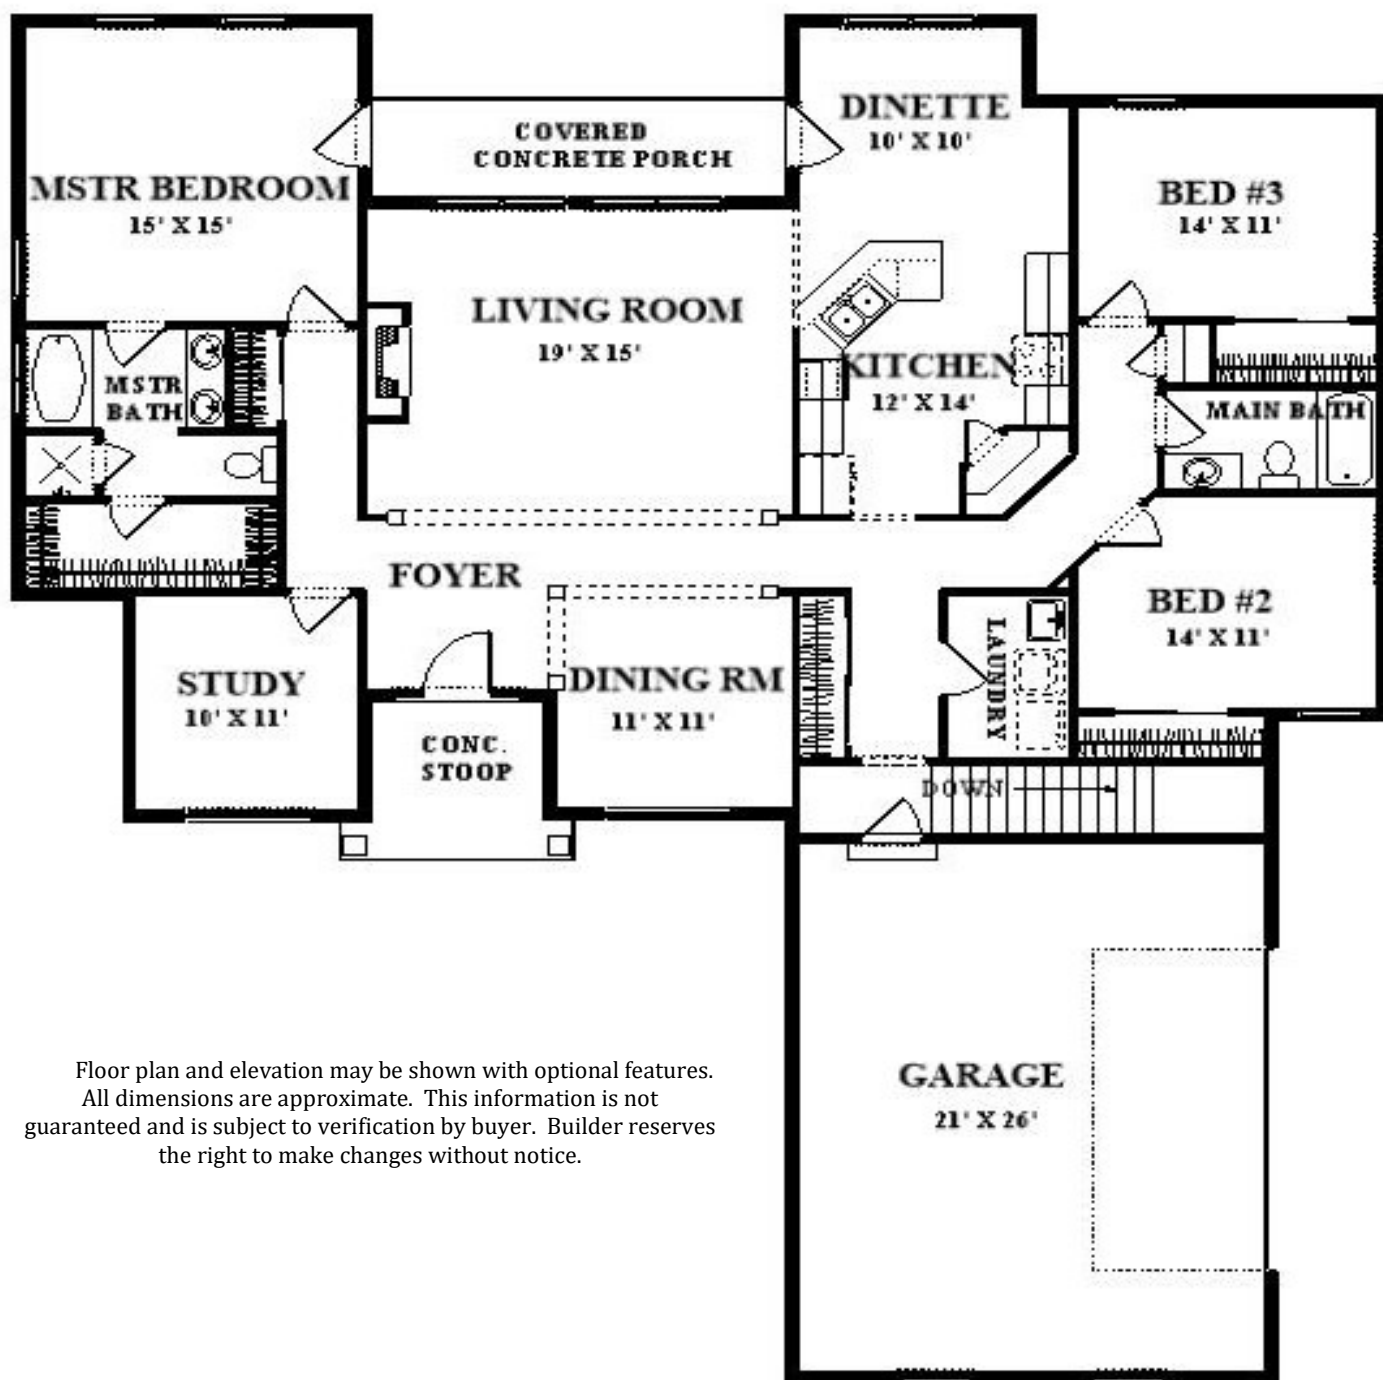 DINETTE
10' X 10'
COVERED
CONCRETE PORCH
MSTR BEDROOM
15' X 15'
BED #3
14' X 11'
LIVING ROOM
19' X 15'
KITCHEN
12' X 14'
MSTR
BATH
MAIN BATH
FOYER
BED #2
14' X 11'
LAUNDRY
STUDY
10' X 11'
DINING RM
11' X 11'
CONC.
STOOP
DOWN
GARAGE
21' X 26'
Floor plan and elevation may be shown with optional features.
All dimensions are approximate. This information is not
guaranteed and is subject to verification by buyer. Builder reserves
the right to make changes without notice.